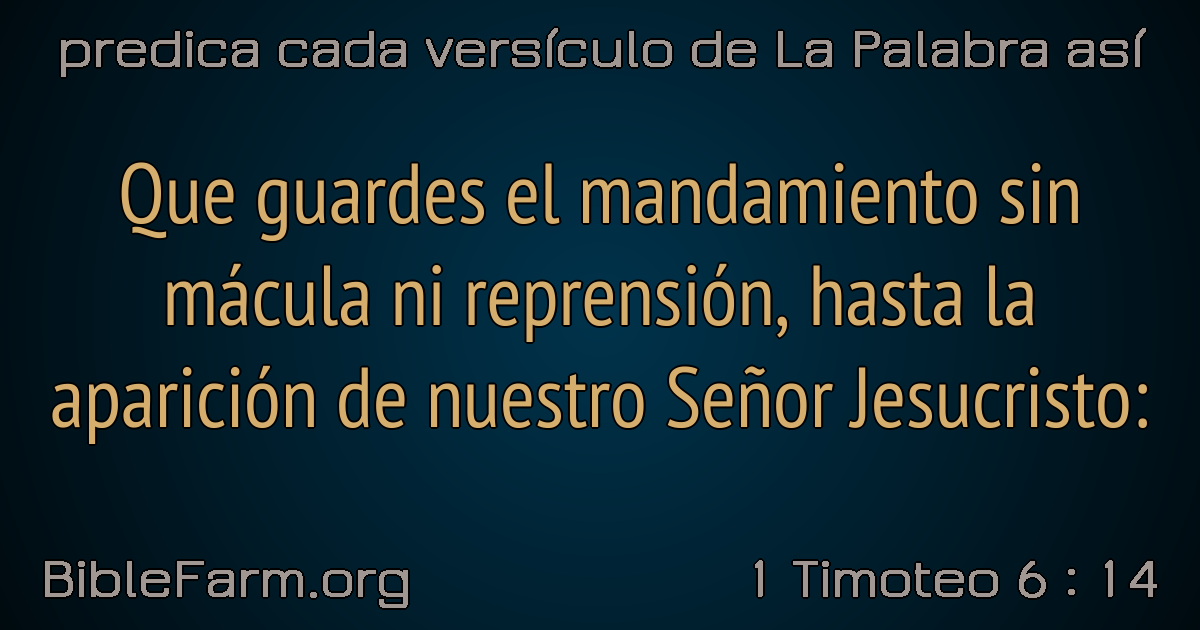 predica cada versículo de La Palabra así
Que guardes el mandamiento sin
mácula ni reprensión, hasta la
aparición de nuestro Señor Jesucristo:
BibleFarm.org
1 Timoteo 6 : 14